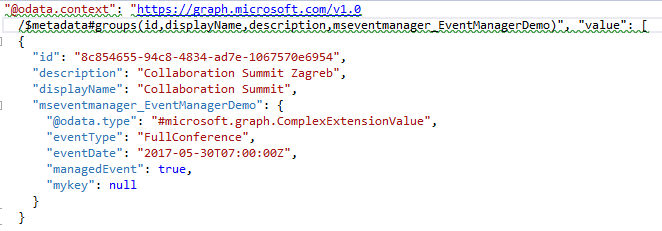 "@odata.context": "https://graph.microsoft.com/v1.0
/$metadata#groups(id,displayName,description,mseventmanager_EventManagerDemo)", "value": [
{
"id": "8c854655-94c8-4834-ad7e-1067570e6954",
"description": "Collaboration Summit Zagreb",
"displayName": "Collaboration Summit",
"mseventmanager_EventManagerDemo": {
"@odata.type": "#microsoft.graph.ComplexExtensionValue",
"eventType": "FullConference",
"eventDate": "2017-05-30T07:00:00Z",
"managedEvent": true,
"mykey": null
}
}